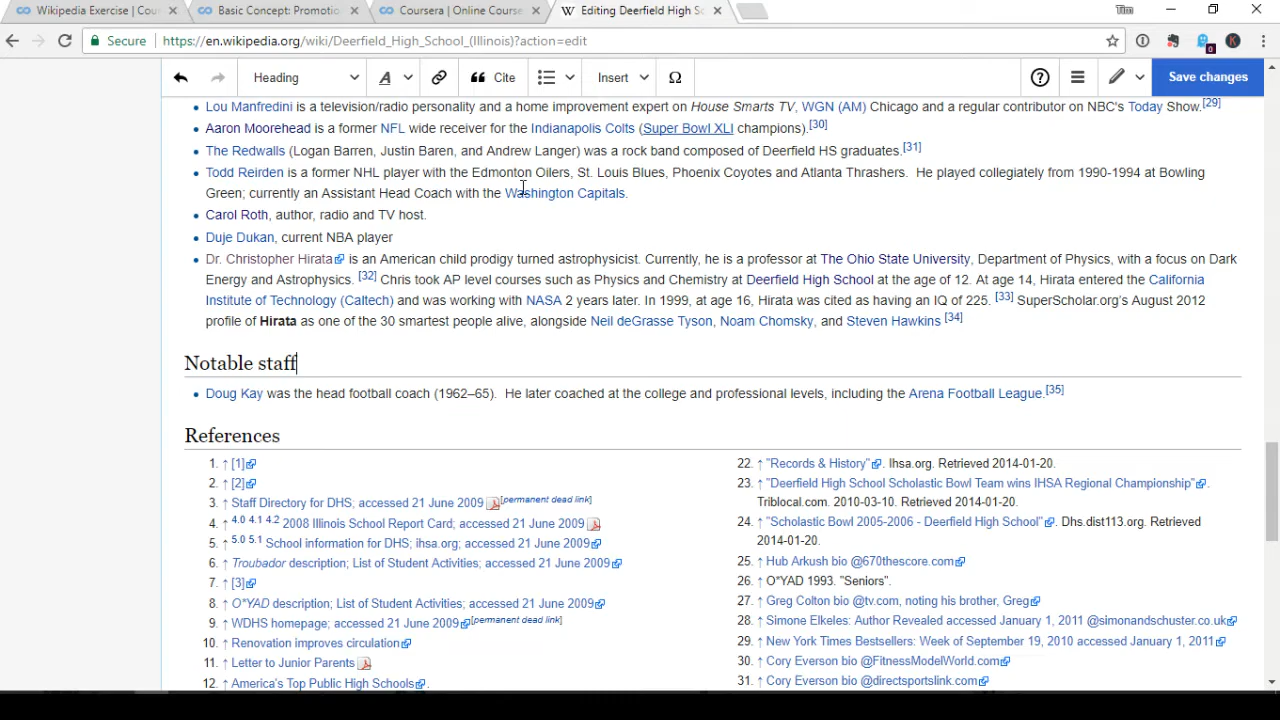 Wikipedia Exercise | Cou
Basic Concept: Promotio
Coursera | Online Course
Editing Deerfield High Sc
Tim
Secure
https://en.wikipedia.org/wiki/Deerfield_High_School_(Illinois)?action=edit
0
K
Heading
A
Cite
Insert
Ω
Save changes
Lou Manfredini is a television/radio personality and a home improvement expert on House Smarts TV, WGN (AM) Chicago and a regular contributor on NBC's Today Show.[29]
Aaron Moorehead is a former NFL wide receiver for the Indianapolis Colts (Super Bowl XLI champions).[30]
The Redwalls (Logan Barren, Justin Baren, and Andrew Langer) was a rock band composed of Deerfield HS graduates.[31]
Todd Reirden is a former NHL player with the Edmonton Oilers, St. Louis Blues, Phoenix Coyotes and Atlanta Thrashers. He played collegiately from 1990-1994 at Bowling
Green; currently an Assistant Head Coach with the Washington Capitals.
Carol Roth, author, radio and TV host.
Duje Dukan, current NBA player
Dr. Christopher Hirata is an American child prodigy turned astrophysicist. Currently, he is a professor at The Ohio State University, Department of Physics, with a focus on Dark
Energy and Astrophysics. [32] Chris took AP level courses such as Physics and Chemistry at Deerfield High School at the age of 12. At age 14, Hirata entered the California
Institute of Technology (Caltech) and was working with NASA 2 years later. In 1999, at age 16, Hirata was cited as having an IQ of 225. [33] SuperScholar.org's August 2012
profile of Hirata as one of the 30 smartest people alive, alongside Neil deGrasse Tyson, Noam Chomsky, and Steven Hawkins [34]
Notable staff
Doug Kay was the head football coach (1962–65). He later coached at the college and professional levels, including the Arena Football League.[35]
References
1. ↑ [1]
2. ↑ [2]
3. ↑ Staff Directory for DHS; accessed 21 June 2009 [permanent dead link]
4. ↑ 4.0 4.1 4.2 2008 Illinois School Report Card; accessed 21 June 2009
5. ↑ 5.0 5.1 School information for DHS; ihsa.org; accessed 21 June 2009
6. ↑ Troubador description; List of Student Activities; accessed 21 June 2009
7. ↑ [3]
8. ↑ O*YAD description; List of Student Activities; accessed 21 June 2009
9. ↑ WDHS homepage; accessed 21 June 2009 [permanent dead link]
10. ↑ Renovation improves circulation
11. ↑ Letter to Junior Parents
12. ↑ America's Top Public High Schools .
22. ↑ "Records & History" . Ihsa.org. Retrieved 2014-01-20.
23. ↑ "Deerfield High School Scholastic Bowl Team wins IHSA Regional Championship" .
Triblocal.com. 2010-03-10. Retrieved 2014-01-20.
24. ↑ "Scholastic Bowl 2005-2006 - Deerfield High School" . Dhs.dist113.org. Retrieved
2014-01-20.
25. ↑ Hub Arkush bio @670thescore.com
26. ↑ O*YAD 1993. "Seniors".
27. ↑ Greg Colton bio @tv.com, noting his brother, Greg
28. ↑ Simone Elkeles: Author Revealed accessed January 1, 2011 @simonandschuster.co.uk
29. ↑ New York Times Bestsellers: Week of September 19, 2010 accessed January 1, 2011
30. ↑ Cory Everson bio @FitnessModelWorld.com
31. ↑ Cory Everson bio @directsportslink.com